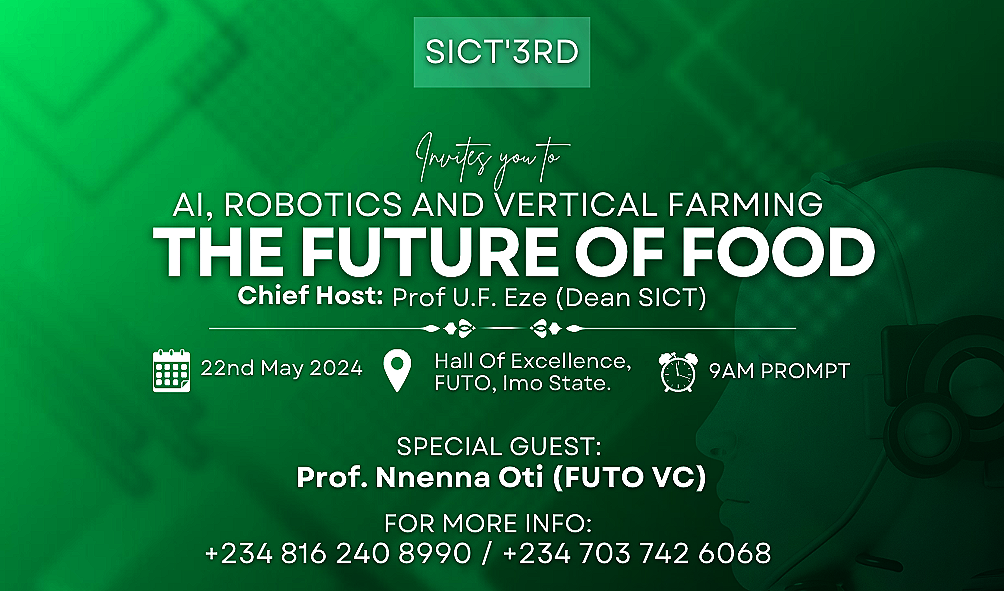 SICT'3RD
Invites you to
AI, ROBOTICS AND VERTICAL FARMING
THE FUTURE OF FOOD
Chief Host: Prof U.F. Eze (Dean SICT)
22nd May 2024
Hall Of Excellence,
FUTO, Imo State.
9AM PROMPT
SPECIAL GUEST:
Prof. Nnenna Oti (FUTO VC)
FOR MORE INFO:
+234 816 240 8990 / +234 703 742 6068